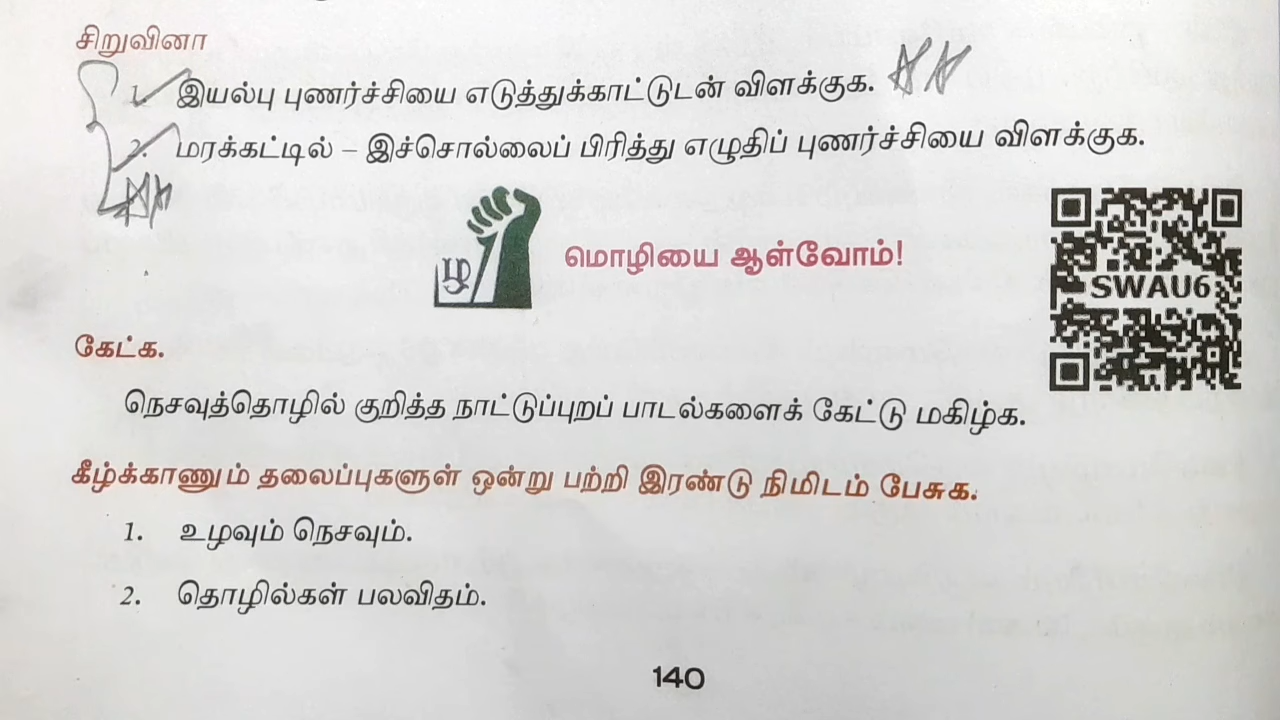 சிறுவினா
1. இயல்பு புணர்ச்சியை எடுத்துக்காட்டுடன் விளக்குக.
2. மரக்கட்டில் – இச்சொல்லைப் பிரித்து எழுதிப் புணர்ச்சியை விளக்குக.
ழ
மொழியை ஆள்வோம்!
SWAU6
கேட்க.
நெசவுத்தொழில் குறித்த நாட்டுப்புறப் பாடல்களைக் கேட்டு மகிழ்க.
கீழ்க்காணும் தலைப்புகளுள் ஒன்று பற்றி இரண்டு நிமிடம் பேசுக.
1. உழவும் நெசவும்.
2. தொழில்கள் பலவிதம்.
140